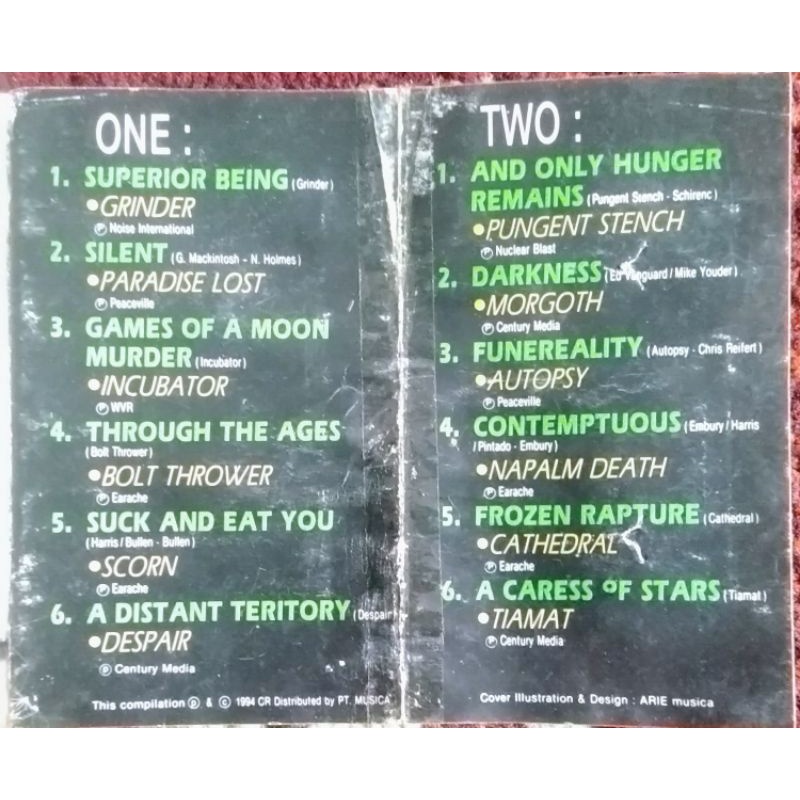 ONE :
1. SUPERIOR BEING (Grinder)
•GRINDER
Ⓟ Noise International
2. SILENT (G. Mackintosh - N. Holmes)
•PARADISE LOST
Ⓟ Peaceville
3. GAMES OF A MOON
MURDER (Incubator)
•INCUBATOR
Ⓟ WVR
4. THROUGH THE AGES
(Bolt Thrower)
•BOLT THROWER
Ⓟ Earache
5. SUCK AND EAT YOU
(Harris / Bullen - Bullen)
•SCORN
Ⓟ Earache
6. A DISTANT TERITORY (Despair)
•DESPAIR
Ⓟ Century Media
This compilation Ⓟ & © 1994 CR Distributed by PT. MUSICA
TWO :
1. AND ONLY HUNGER
REMAINS (Pungent Stench - Schirenc)
•PUNGENT STENCH
Ⓟ Nuclear Blast
2. DARKNESS (Ed Vanguard / Mike Youder)
•MORGOTH
Ⓟ Century Media
3. FUNEREALITY (Autopsy - Chris Reifert)
•AUTOPSY
Ⓟ Peaceville
4. CONTEMPTUOUS (Embury / Harris
/ Pintado - Embury)
•NAPALM DEATH
Ⓟ Earache
5. FROZEN RAPTURE (Cathedral)
•CATHEDRAL
Ⓟ Earache
6. A CARESS OF STARS (Tiamat)
•TIAMAT
Ⓟ Century Media
Cover Illustration & Design : ARIE musica